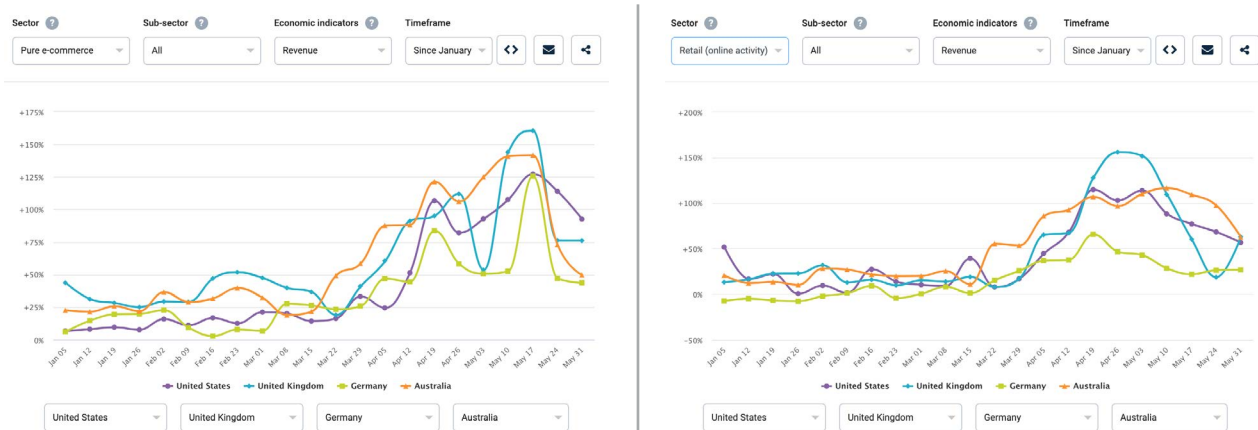 Sector ? Sub-sector ? Economic indicators ? Timeframe
Pure e-commerce All Revenue Since January
+175%
+150%
+125%
+100%
+75%
+50%
+25%
0%
Jan 05 Jan 12 Jan 19 Jan 26 Feb 02 Feb 09 Feb 16 Feb 23 Mar 01 Mar 08 Mar 15 Mar 22 Mar 29 Apr 05 Apr 12 Apr 19 Apr 26 May 03 May 10 May 17 May 24 May 31
United States United Kingdom Germany Australia
United States United Kingdom Germany Australia
Sector ? Sub-sector ? Economic indicators ? Timeframe
Retail (online activity) All Revenue Since January
+200%
+150%
+100%
+50%
0%
-50%
Jan 05 Jan 12 Jan 19 Jan 26 Feb 02 Feb 09 Feb 16 Feb 23 Mar 01 Mar 08 Mar 15 Mar 22 Mar 29 Apr 05 Apr 12 Apr 19 Apr 26 May 03 May 10 May 17 May 24 May 31
United States United Kingdom Germany Australia
United States United Kingdom Germany Australia